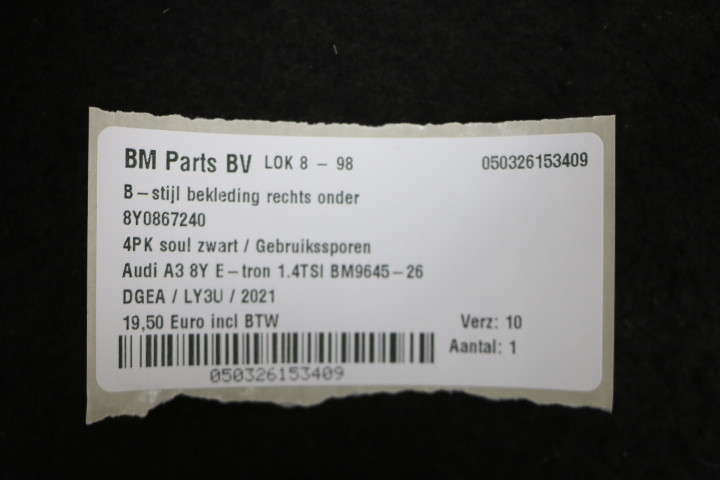 BM Parts BV LOK 8 - 98 050326153409
B-stijl bekleding rechts onder
8Y0867240
4PK soul zwart / Gebruikssporen
Audi A3 8Y E-tron 1.4TSI BM9645-26
DGEA / LY3U / 2021
19,50 Euro incl BTW Verz: 10
Aantal: 1
050326153409